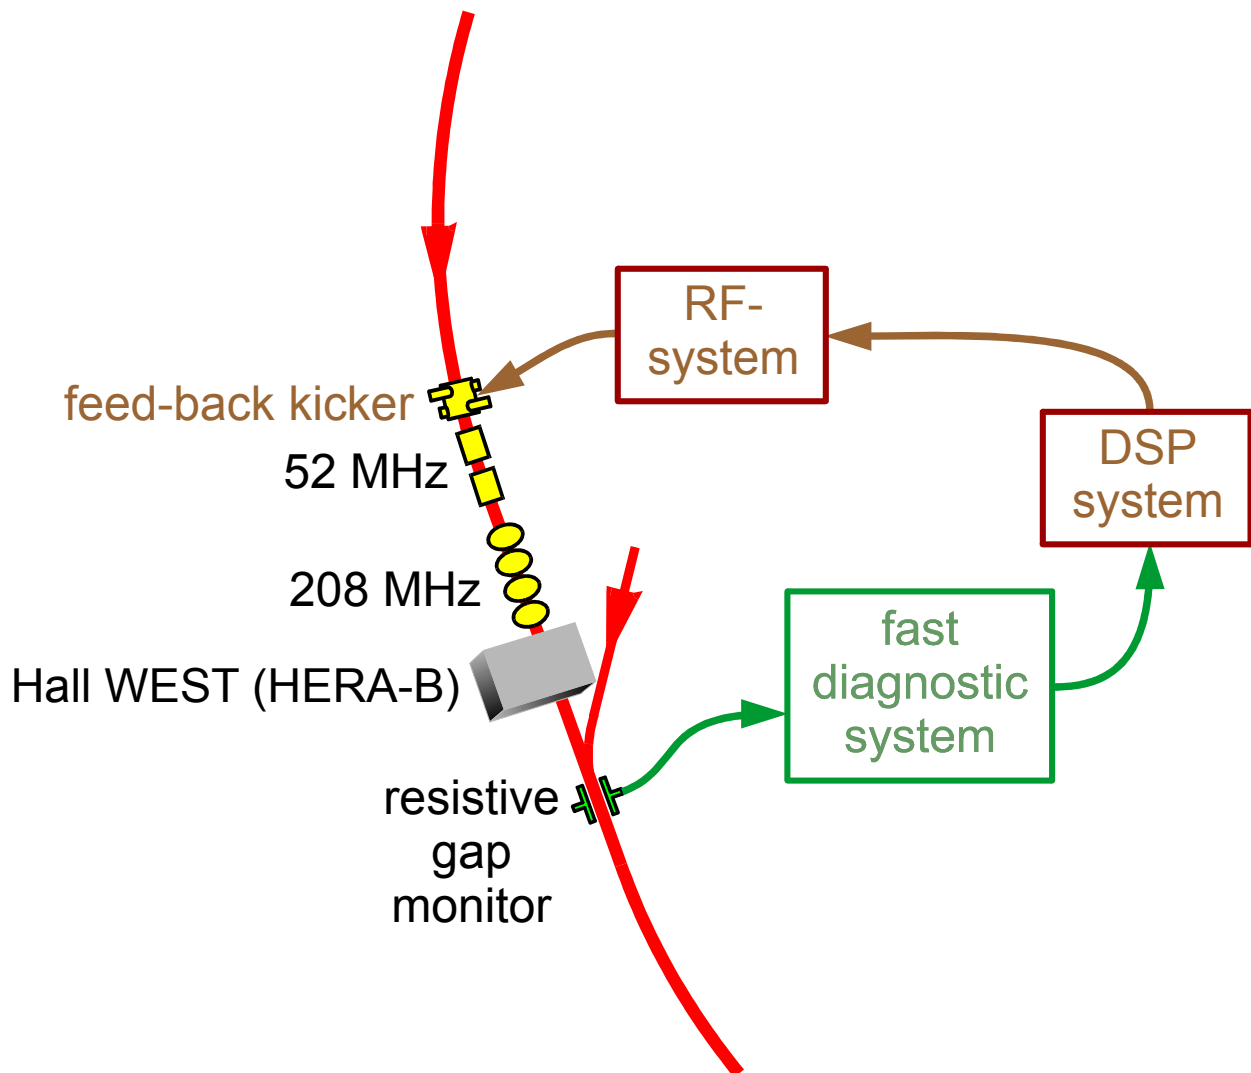 RF-
system
feed-back kicker
52 MHz
DSP
system
208 MHz
fast
diagnostic
system
Hall WEST (HERA-B)
resistive
gap
monitor